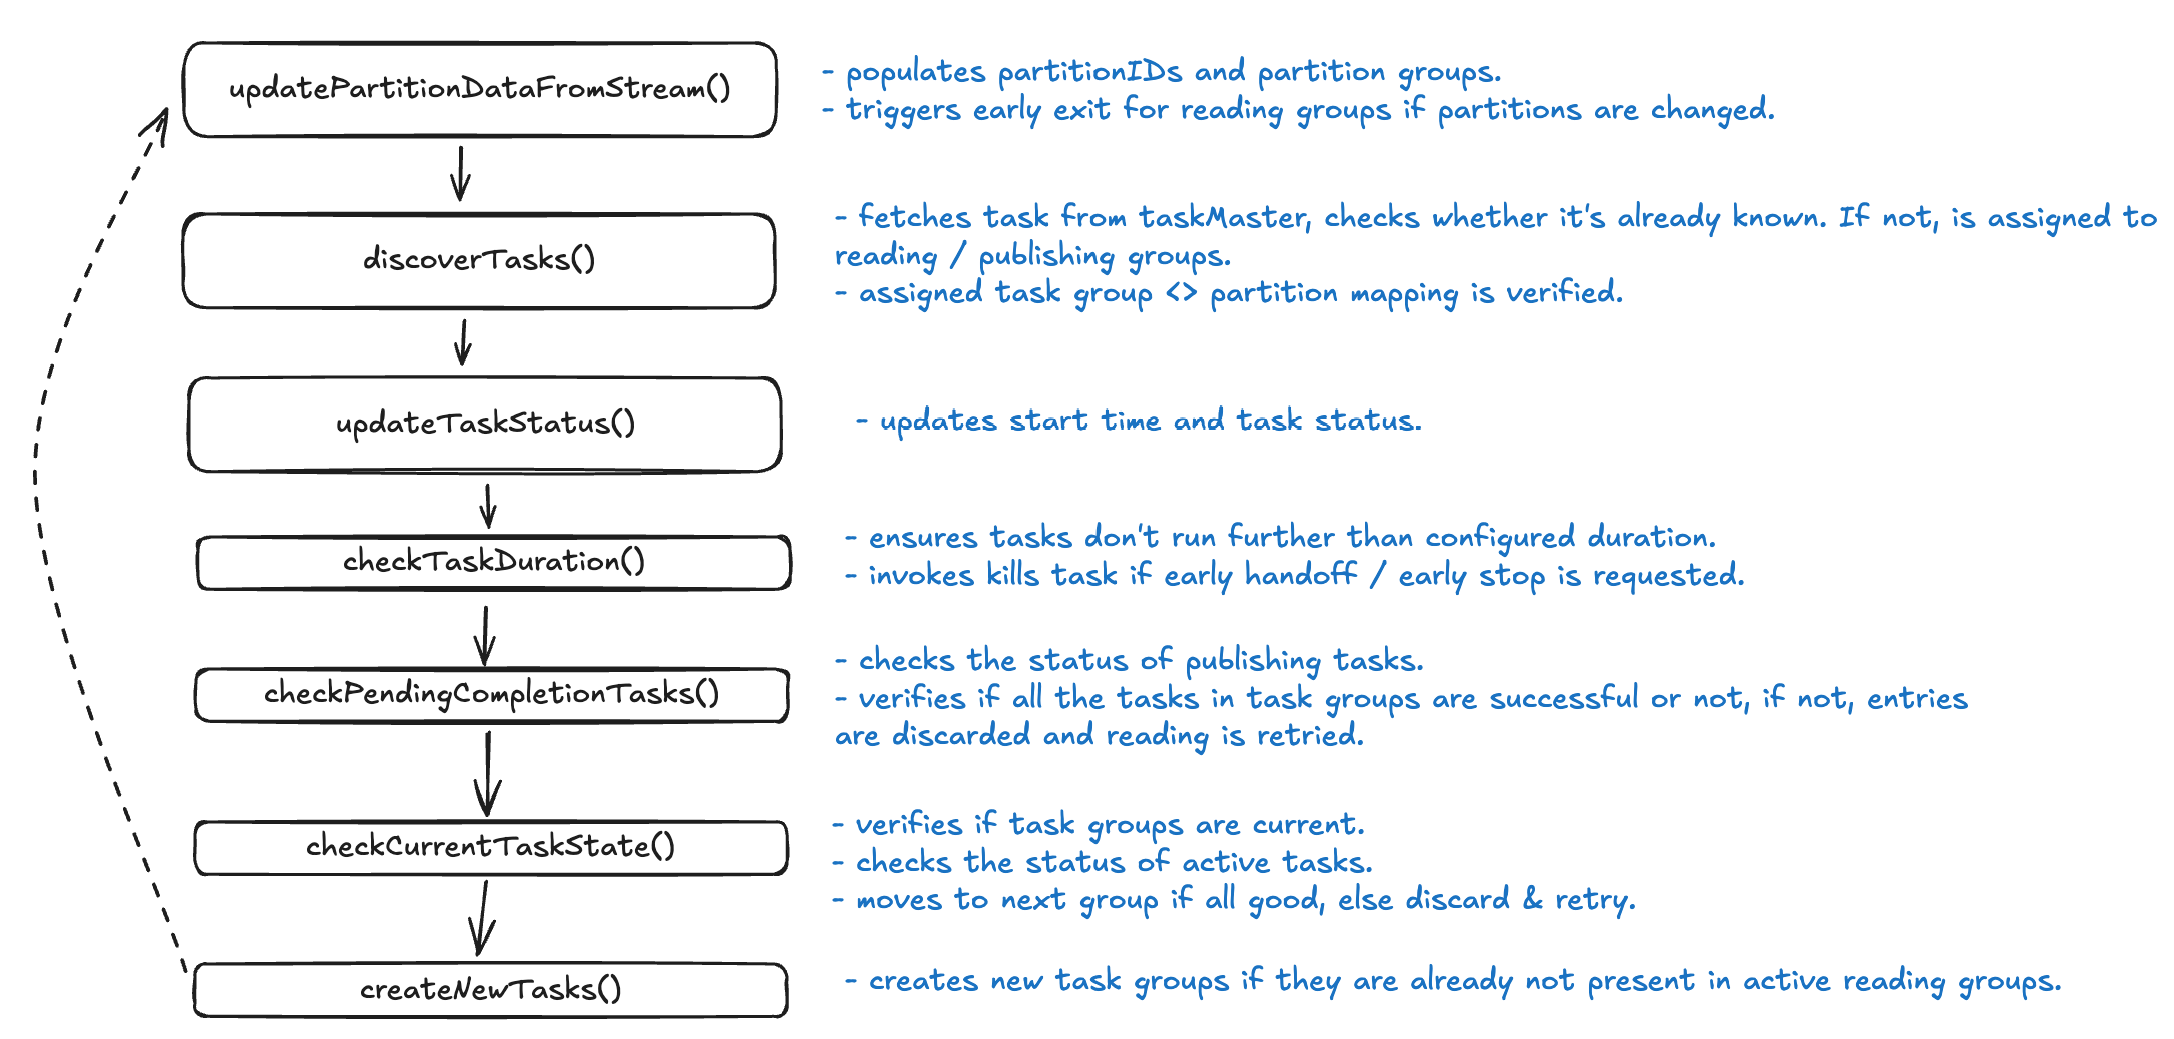 updatePartitionDataFromStream()
- populates partitionIDs and partition groups.
- triggers early exit for reading groups if partitions are changed.
discoverTasks()
- fetches task from taskMaster, checks whether it's already known. If not, is assigned to
reading / publishing groups.
- assigned task group <> partition mapping is verified.
updateTaskStatus()
- updates start time and task status.
checkTaskDuration()
- ensures tasks don't run further than configured duration.
- invokes kills task if early handoff / early stop is requested.
checkPendingCompletionTasks()
- checks the status of publishing tasks.
- verifies if all the tasks in task groups are successful or not, if not, entries
are discarded and reading is retried.
checkCurrentTaskState()
- verifies if task groups are current.
- checks the status of active tasks.
- moves to next group if all good, else discard & retry.
createNewTasks()
- creates new task groups if they are already not present in active reading groups.